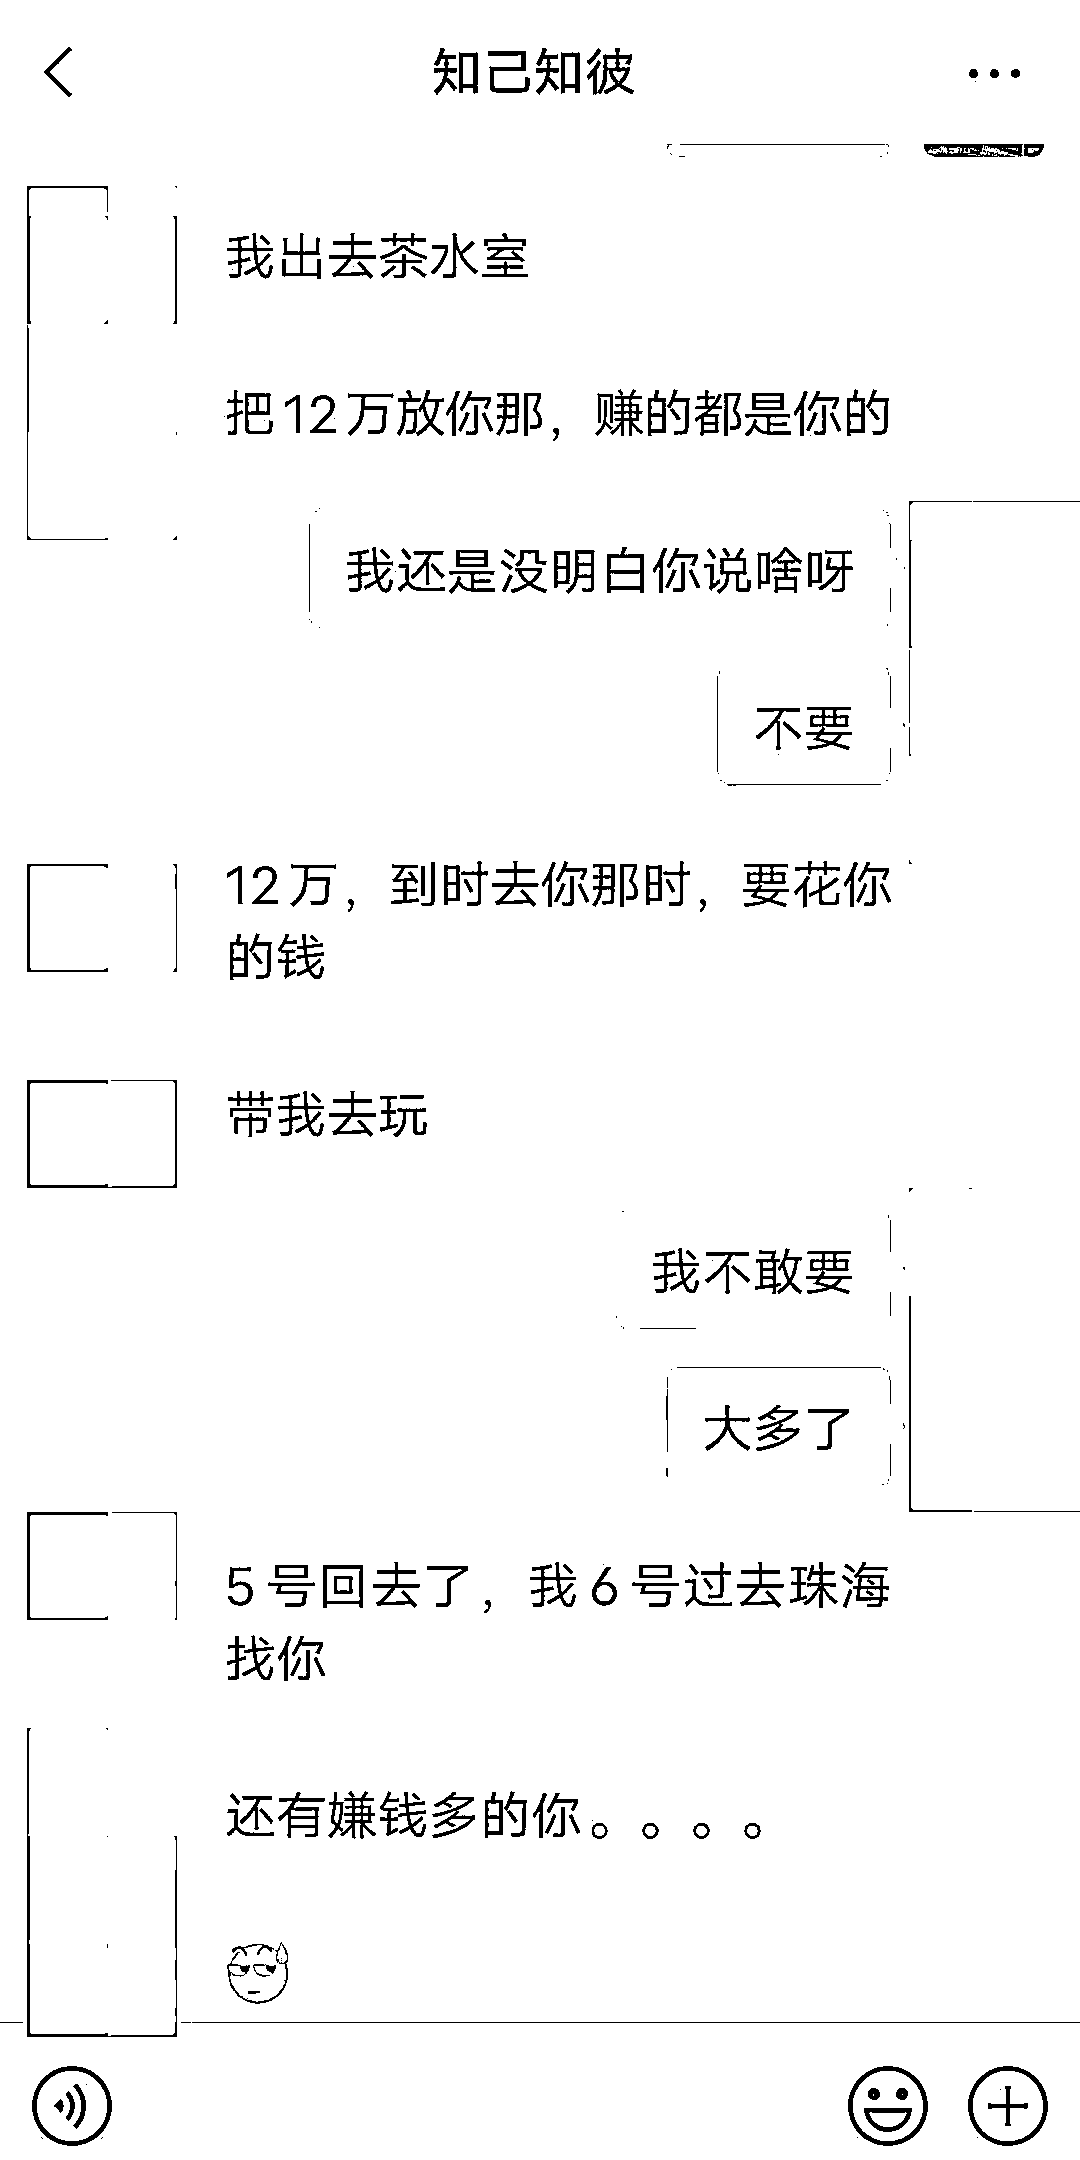 知己知彼
我出去茶水室
把12万放你那，赚的都是你的
我还是没明白你说啥呀
不要
12万，到时去你那时，要花你
的钱
带我去玩
我不敢要
大多了
5号回去了，我6号过去珠海
找你
还有嫌钱多的你。。。。